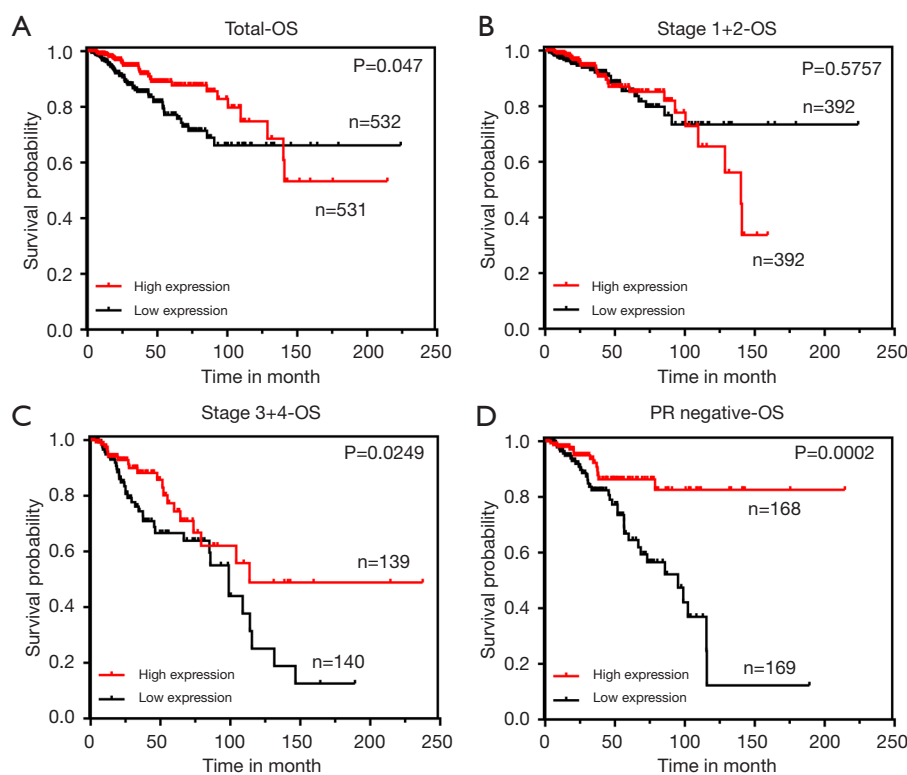 A
Total-OS
Survival probability
1.0
0.8
0.6
0.4
0.2
0.0
P=0.047
n=532
n=531
High expression
Low expression
0 50 100 150 200 250
Time in month
B
Stage 1+2-OS
Survival probability
1.0
0.8
0.6
0.4
0.2
0.0
P=0.5757
n=392
n=392
High expression
Low expression
0 50 100 150 200 250
Time in month
C
Stage 3+4-OS
Survival probability
1.0
0.8
0.6
0.4
0.2
0.0
P=0.0249
n=139
n=140
High expression
Low expression
0 50 100 150 200 250
Time in month
D
PR negative-OS
Survival probability
1.0
0.8
0.6
0.4
0.2
0.0
P=0.0002
n=168
n=169
High expression
Low expression
0 50 100 150 200 250
Time in month